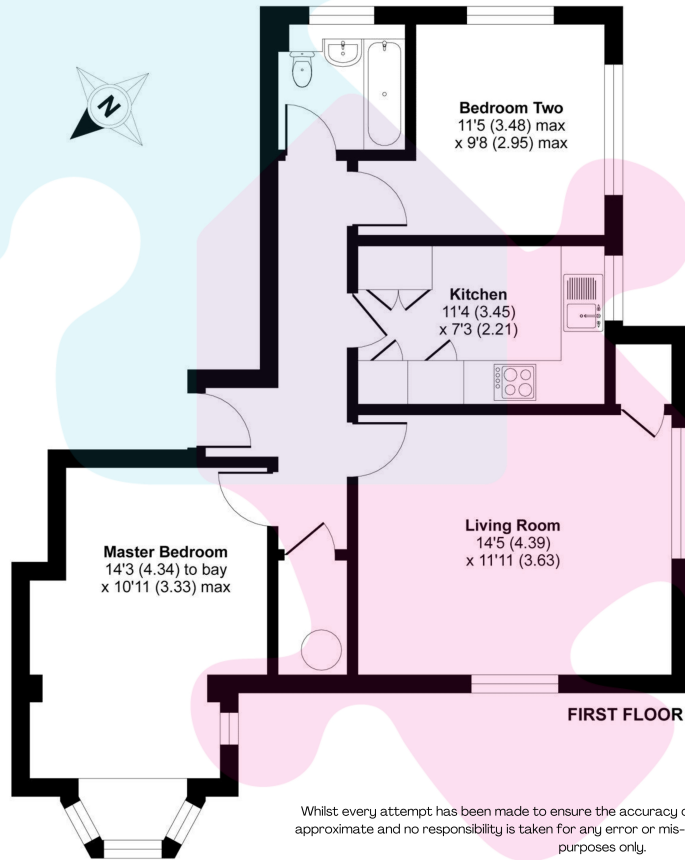 N
Bedroom Two
11'5 (3.48) max
x 9'8 (2.95) max
Kitchen
11'4 (3.45)
x 7'3 (2.21)
Living Room
14'5 (4.39)
x 11'11 (3.63)
Master Bedroom
14'3 (4.34) to bay
x 10'11 (3.33) max
FIRST FLOOR
Whilst every attempt has been made to ensure the accuracy
approximate and no responsibility is taken for any error or mis-
purposes only.